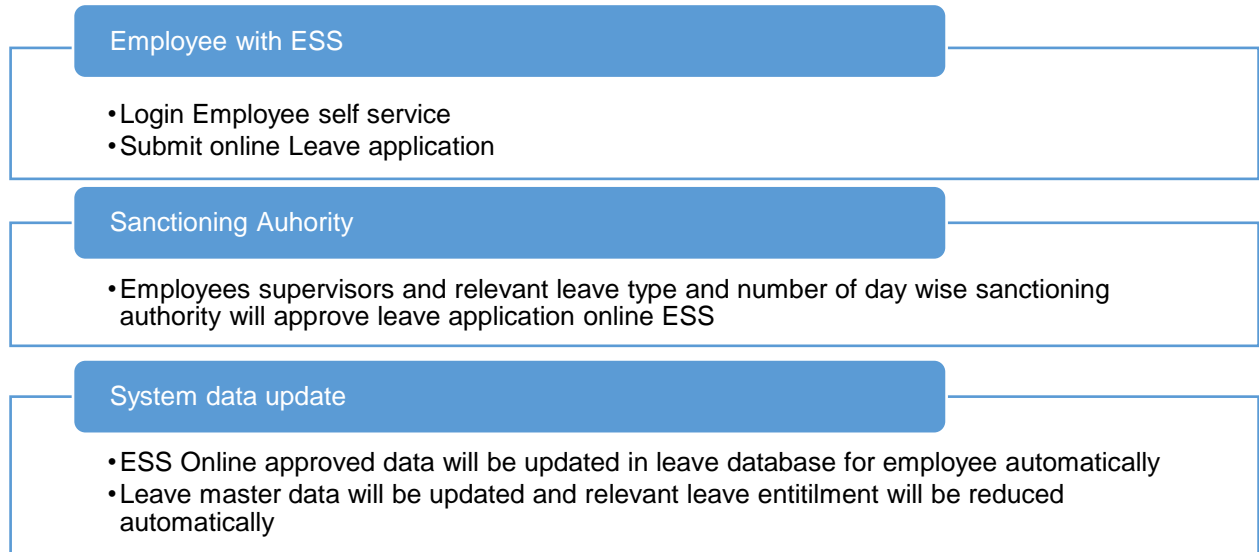 Employee with ESS
•Login Employee self service
•Submit online Leave application
Sanctioning Auhority
•Employees supervisors and relevant leave type and number of day wise sanctioning
authority will approve leave application online ESS
System data update
•ESS Online approved data will be updated in leave database for employee automatically
•Leave master data will be updated and relevant leave entitilment will be reduced
automatically